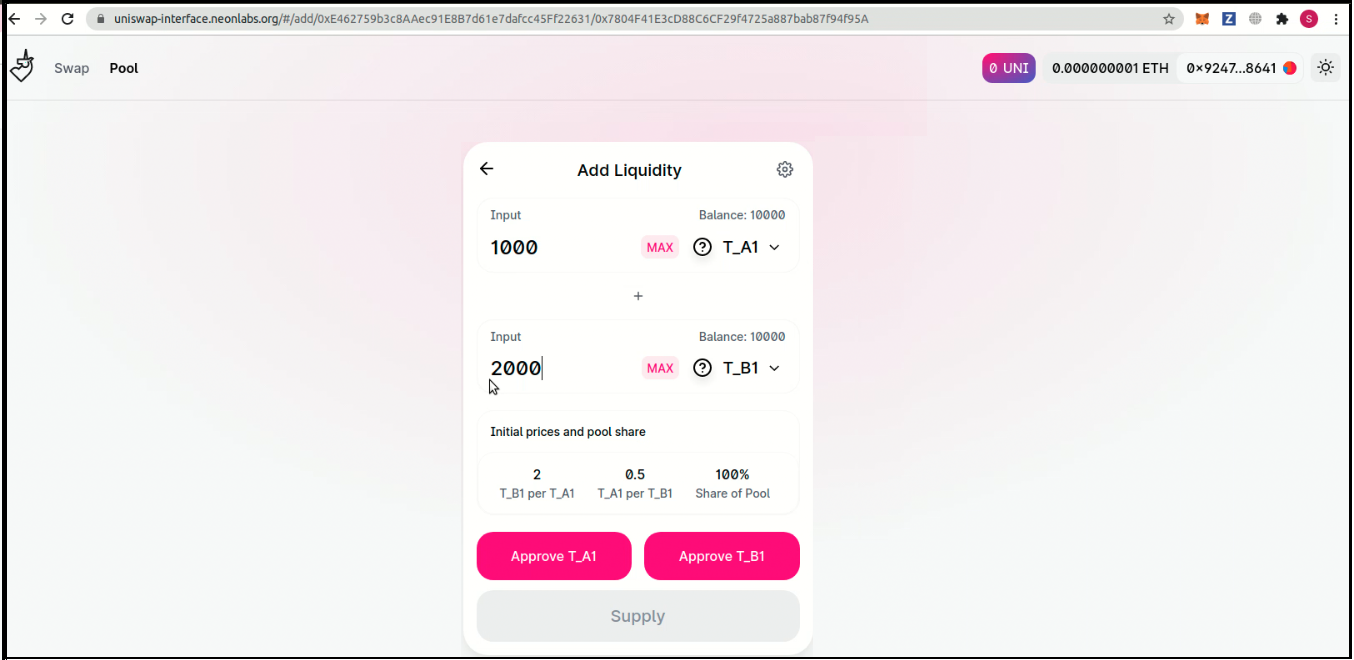 uniswap-interface.neonlabs.org/#/add/0xE462759b3c8AAec91E8B7d61e7dafcc45Ff22631/0x7804F41E3cD88C6CF29f4725a887bab87f94f95A
Z
S
Swap Pool 0 UNI 0.000000001 ETH 0×9247...8641
Add Liquidity
Input Balance: 10000
1000 MAX ? T_A1
+
Input Balance: 10000
2000 MAX ? T_B1
Initial prices and pool share
2 0.5 100%
T_B1 per T_A1 T_A1 per T_B1 Share of Pool
Approve T_A1 Approve T_B1
Supply